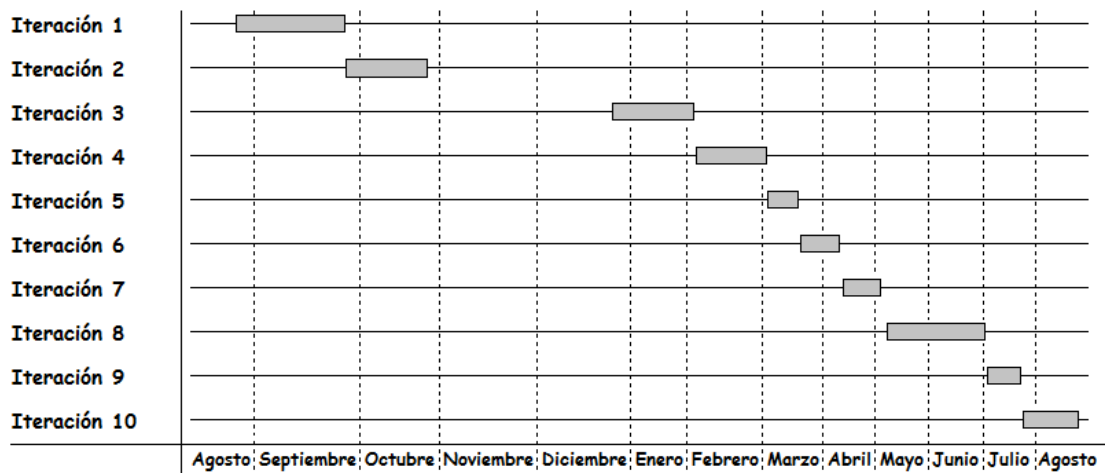 Iteración 1
Iteración 2
Iteración 3
Iteración 4
Iteración 5
Iteración 6
Iteración 7
Iteración 8
Iteración 9
Iteración 10
Agosto Septiembre Octubre Noviembre Diciembre Enero Febrero Marzo Abril Mayo Junio Julio Agosto